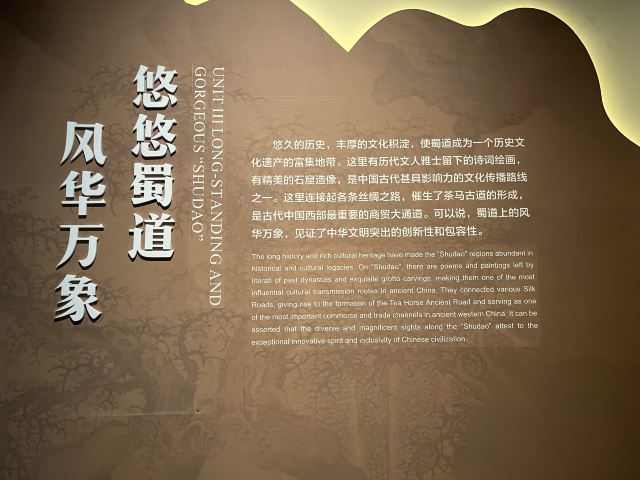 悠悠蜀道
风华万象
UNIT III LONG-STANDING AND
GORGEOUS “SHUDAO”
悠久的历史，丰厚的文化积淀，使蜀道成为一个历史文
化遗产的富集地带。这里有历代文人雅士留下的诗词绘画，
有精美的石窟造像，是中国古代甚具影响力的文化传播路线
之一。这里连接起各条丝绸之路，催生了茶马古道的形成，
是古代中国西部最重要的商贸大通道。可以说，蜀道上的风
华万象，见证了中华文明突出的创新性和包容性。
The long history and rich cultural heritage have made the “Shudao” regions abundant in
historical and cultural legacies. On “Shudao”, there are poems and paintings left by
literati of past dynasties and exquisite grotto carvings, making them one of the most
influential cultural transmission routes in ancient China. They connected various Silk
Roads, giving rise to the formation of the Tea Horse Ancient Road and serving as one
of the most important commerce and trade channels in ancient western China. It can be
asserted that the diverse and magnificent sights along the “Shudao” attest to the
exceptional innovative spirit and inclusivity of Chinese civilization.